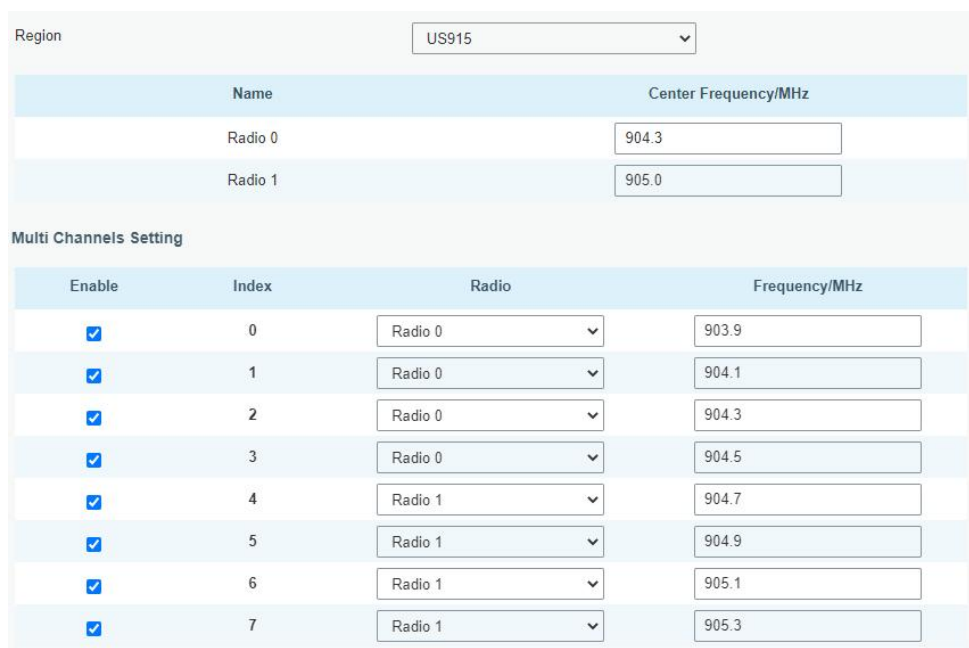 Region US915
Name Center Frequency/MHz
Radio 0 904.3
Radio 1 905.0
Multi Channels Setting
Enable Index Radio Frequency/MHz
0 Radio 0 903.9
1 Radio 0 904.1
2 Radio 0 904.3
3 Radio 0 904.5
4 Radio 1 904.7
5 Radio 1 904.9
6 Radio 1 905.1
7 Radio 1 905.3